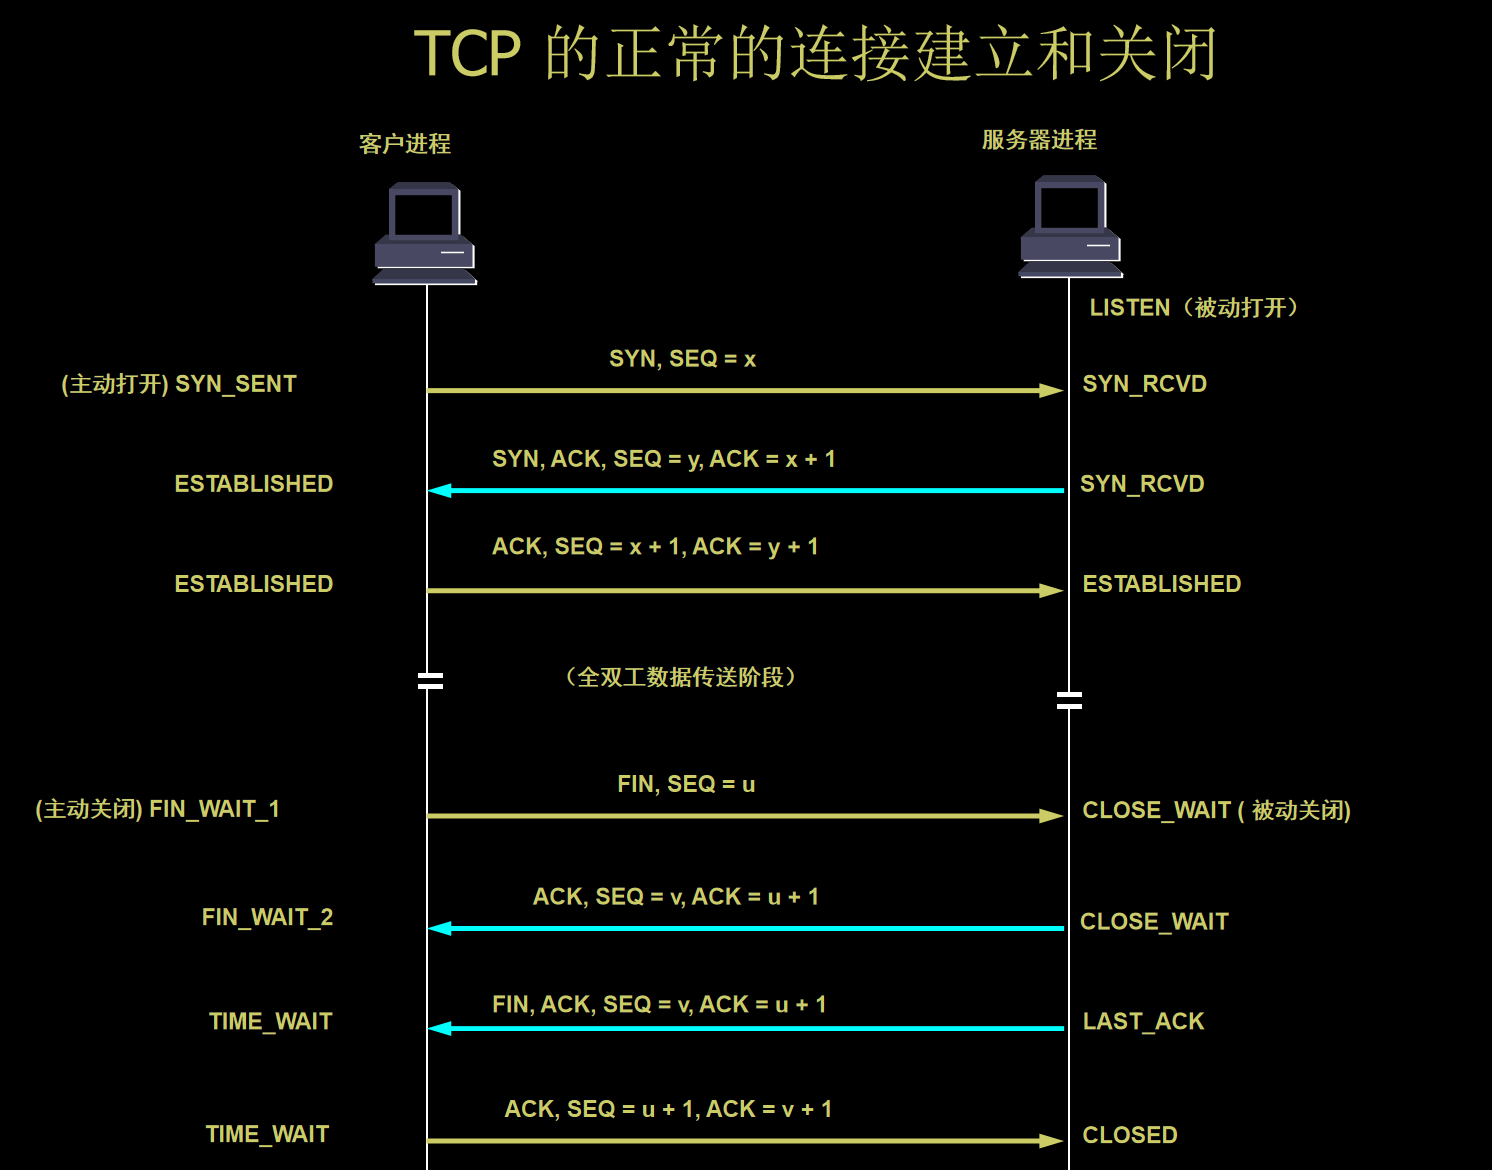 TCP 的正常的连接建立和关闭
客户进程
服务器进程
LISTEN（被动打开）
SYN, SEQ = x
(主动打开) SYN_SENT
SYN_RCVD
SYN, ACK, SEQ = y, ACK = x + 1
ESTABLISHED
SYN_RCVD
ACK, SEQ = x + 1, ACK = y + 1
ESTABLISHED
ESTABLISHED
（全双工数据传送阶段）
FIN, SEQ = u
(主动关闭) FIN_WAIT_1
CLOSE_WAIT ( 被动关闭)
ACK, SEQ = v, ACK = u + 1
FIN_WAIT_2
CLOSE_WAIT
FIN, ACK, SEQ = v, ACK = u + 1
TIME_WAIT
LAST_ACK
ACK, SEQ = u + 1, ACK = v + 1
TIME_WAIT
CLOSED